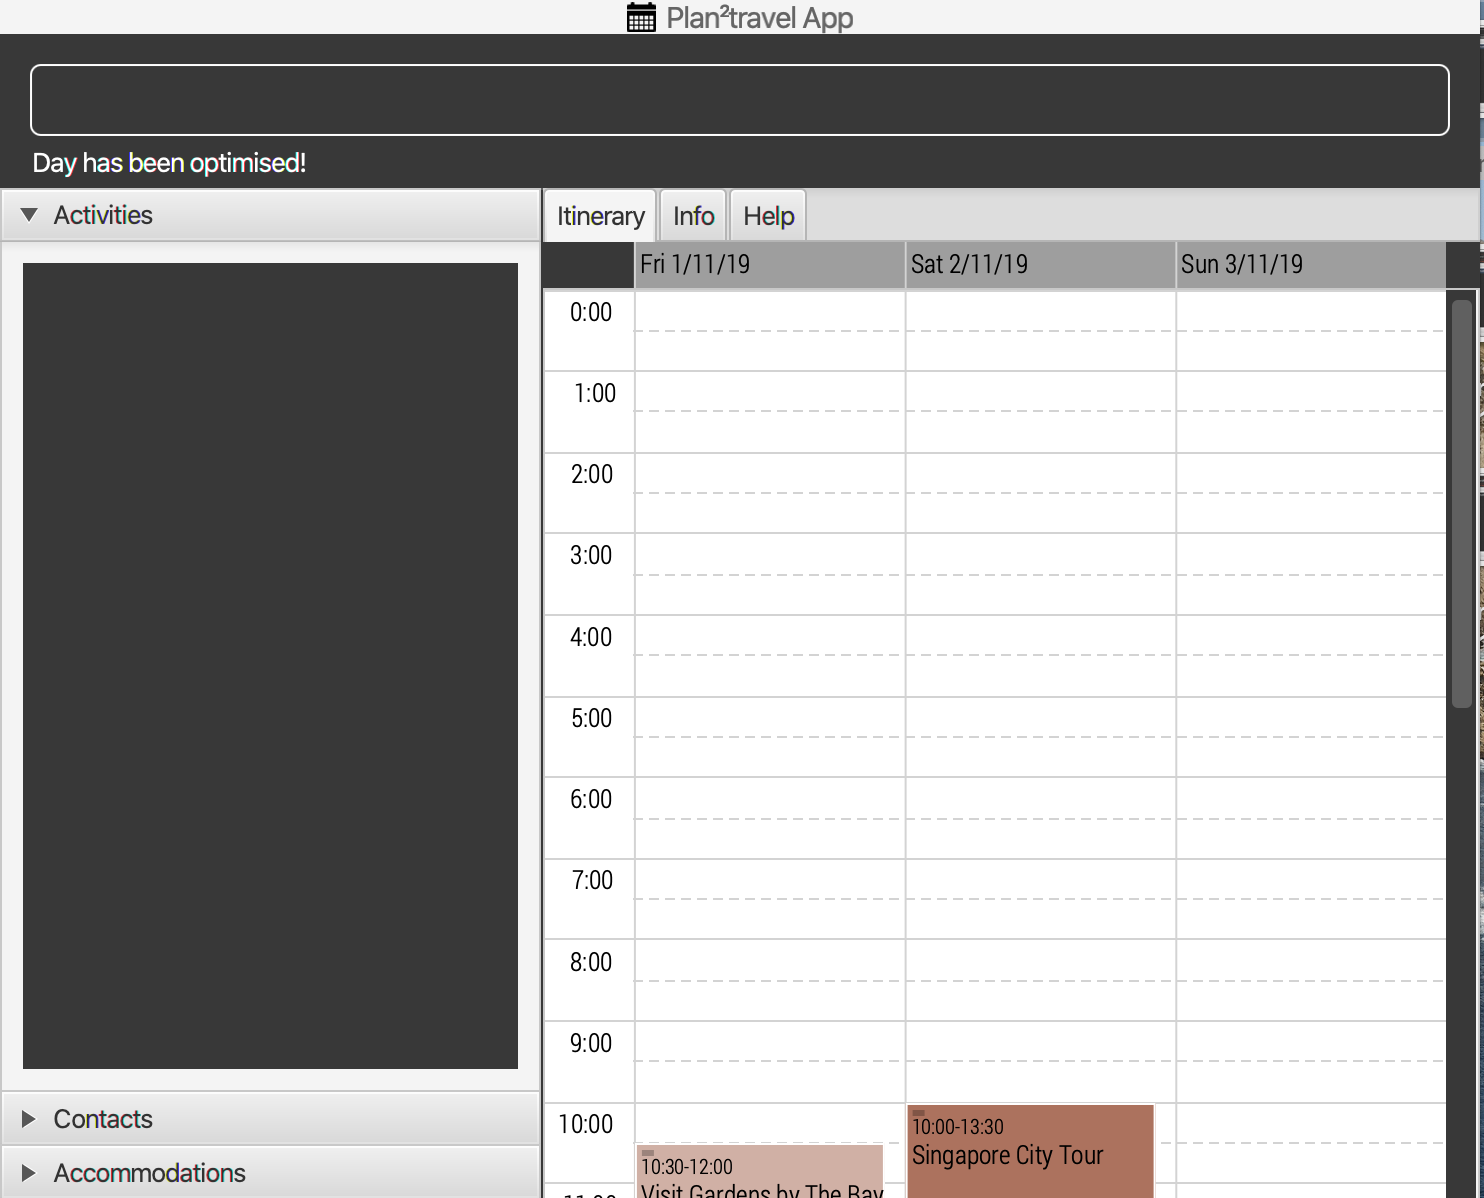 Plan²travel App
Day has been optimised!
Activities
Itinerary Info Help
Fri 1/11/19 Sat 2/11/19 Sun 3/11/19
0:00
1:00
2:00
3:00
4:00
5:00
6:00
7:00
8:00
9:00
10:00
10:00-13:30
Singapore City Tour
10:30-12:00
Visit Gardens by The Bay
11:00
Contacts
Accommodations